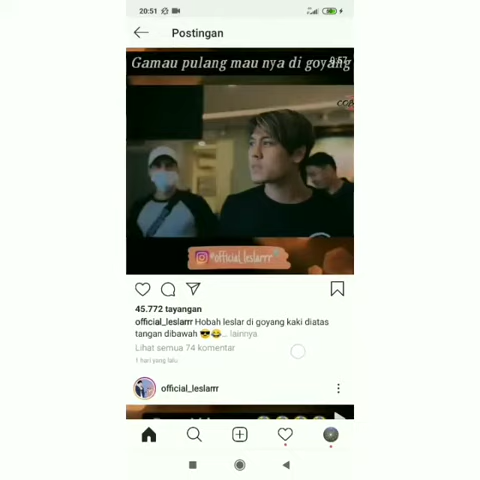 20:51
Postingan
Gamau pulang mau nya di goyang
@official_leslarrr
45.772 tayangan
official_leslarrr Hobah leslar di goyang kaki diatas
tangan dibawah 😎😂... lainnya
Lihat semua 74 komentar
1 hari yang lalu
official_leslarrr